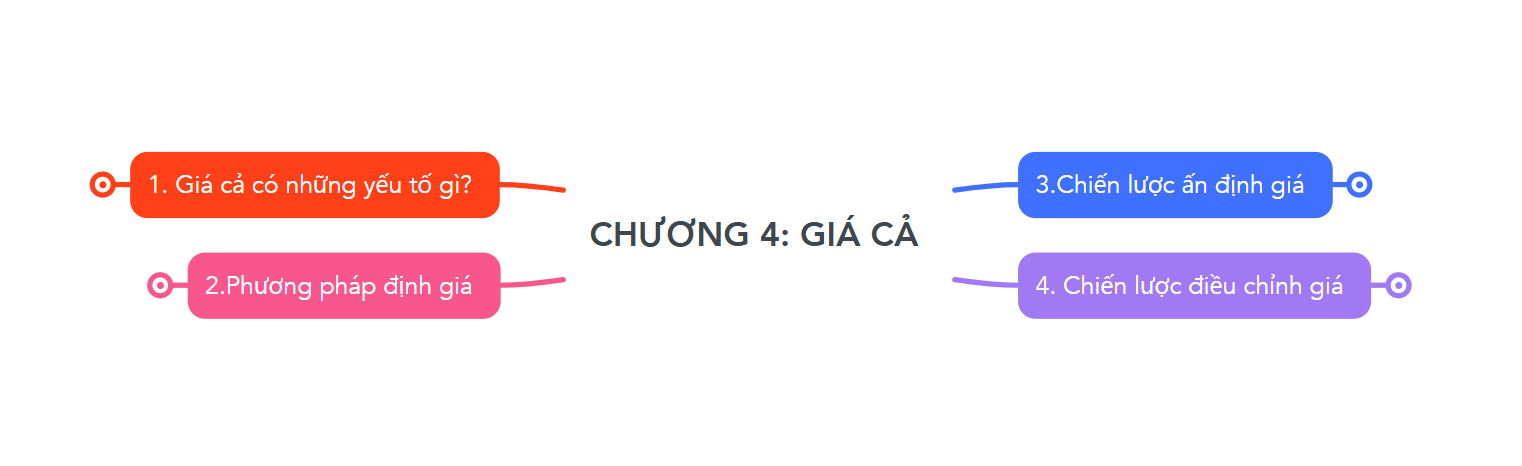 CHƯƠNG 4: GIÁ CẢ
1. Giá cả có những yếu tố gì?
2.Phương pháp định giá
3.Chiến lược ấn định giá
4. Chiến lược điều chỉnh giá